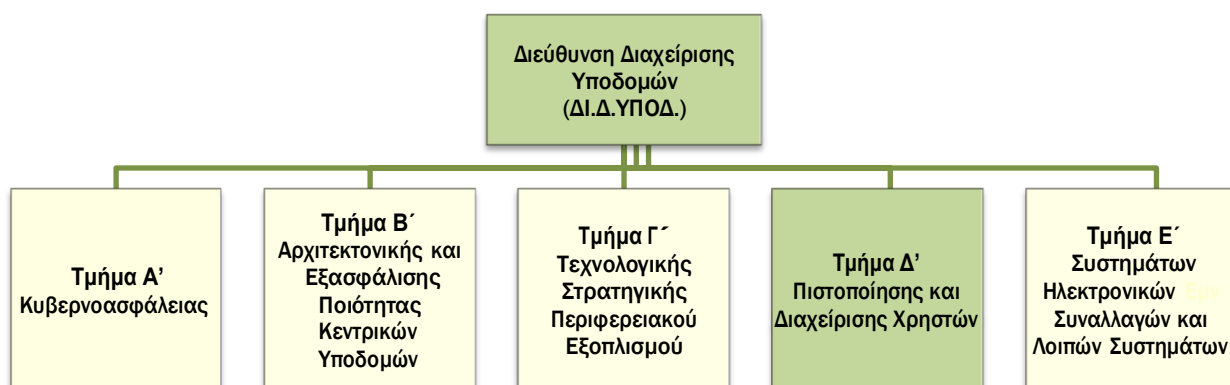 Διεύθυνση Διαχείρισης
Υποδομών
(ΔΙ.Δ.ΥΠΟΔ.)
Τμήμα Α'
Κυβερνοασφάλειας
Τμήμα Β΄
Αρχιτεκτονικής και
Εξασφάλισης
Ποιότητας
Κεντρικών
Υποδομών
Τμήμα Γ΄
Τεχνολογικής
Στρατηγικής
Περιφερειακού
Εξοπλισμού
Τμήμα Δ'
Πιστοποίησης και
Διαχείρισης Χρηστών
Τμήμα Ε΄
Συστημάτων
Ηλεκτρονικών
Συναλλαγών και
Λοιπών Συστημάτων